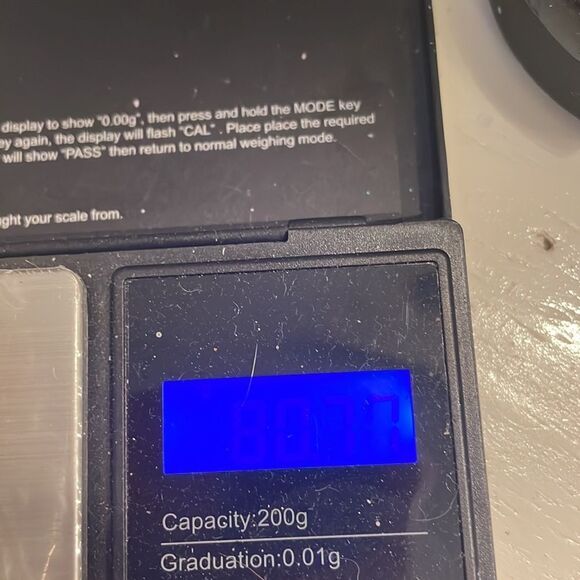 display to show "0.00g", then press and hold the MODE key
ey again, the display will flash "CAL" . Place place the required
will show "PASS" then return to normal weighing mode.
ght your scale from.
Capacity:200g
Graduation:0.01g